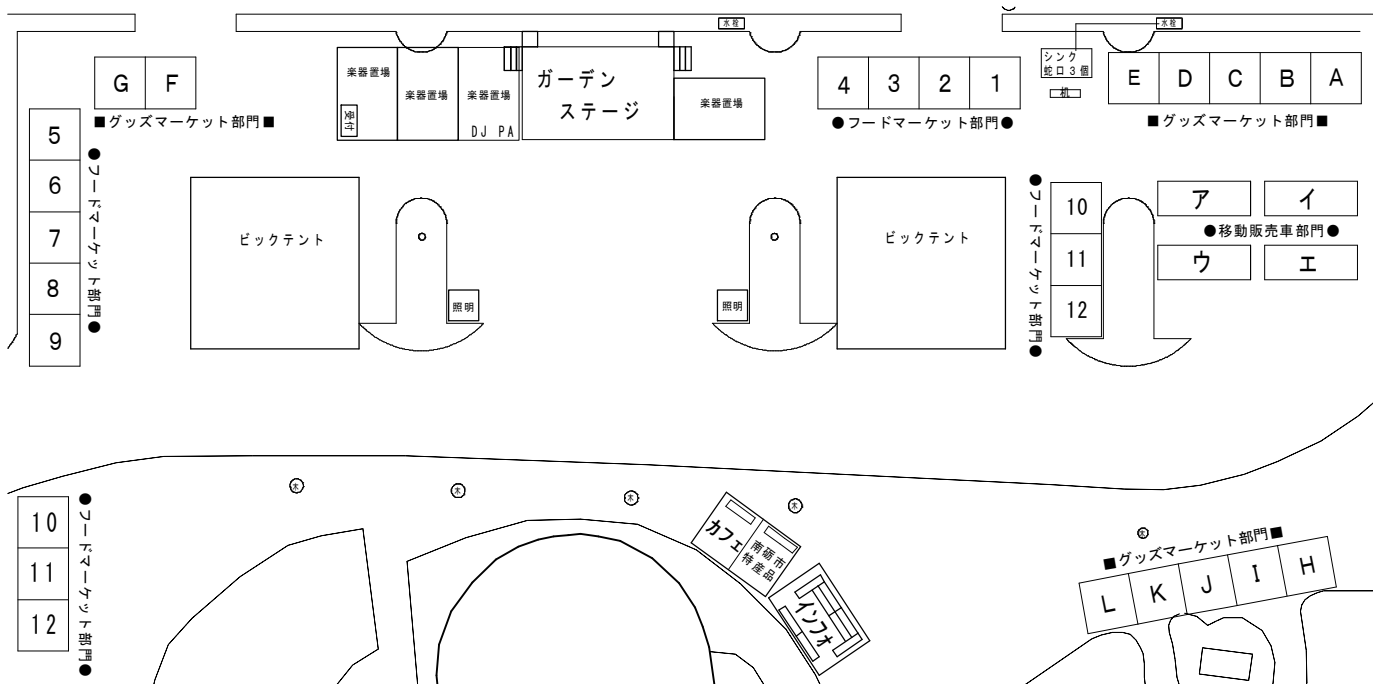 水栓
水栓
シンク
蛇口3個
机
G F
■グッズマーケット部門■
楽器置場
受付
楽器置場
楽器置場
DJ PA
ガーデン
ステージ
楽器置場
4 3 2 1
●フードマーケット部門●
E D C B A
■グッズマーケット部門■
5
6
7
8
9
●フードマーケット部門●
ビックテント
照明
照明
ビックテント
●フードマーケット部門●
10
11
12
ア イ
●移動販売車部門●
ウ エ
10
11
12
●フードマーケット部門●
木
木
木
木
木
カフェ
南砺市
特産品
インフォ
■グッズマーケット部門■
L K J I H